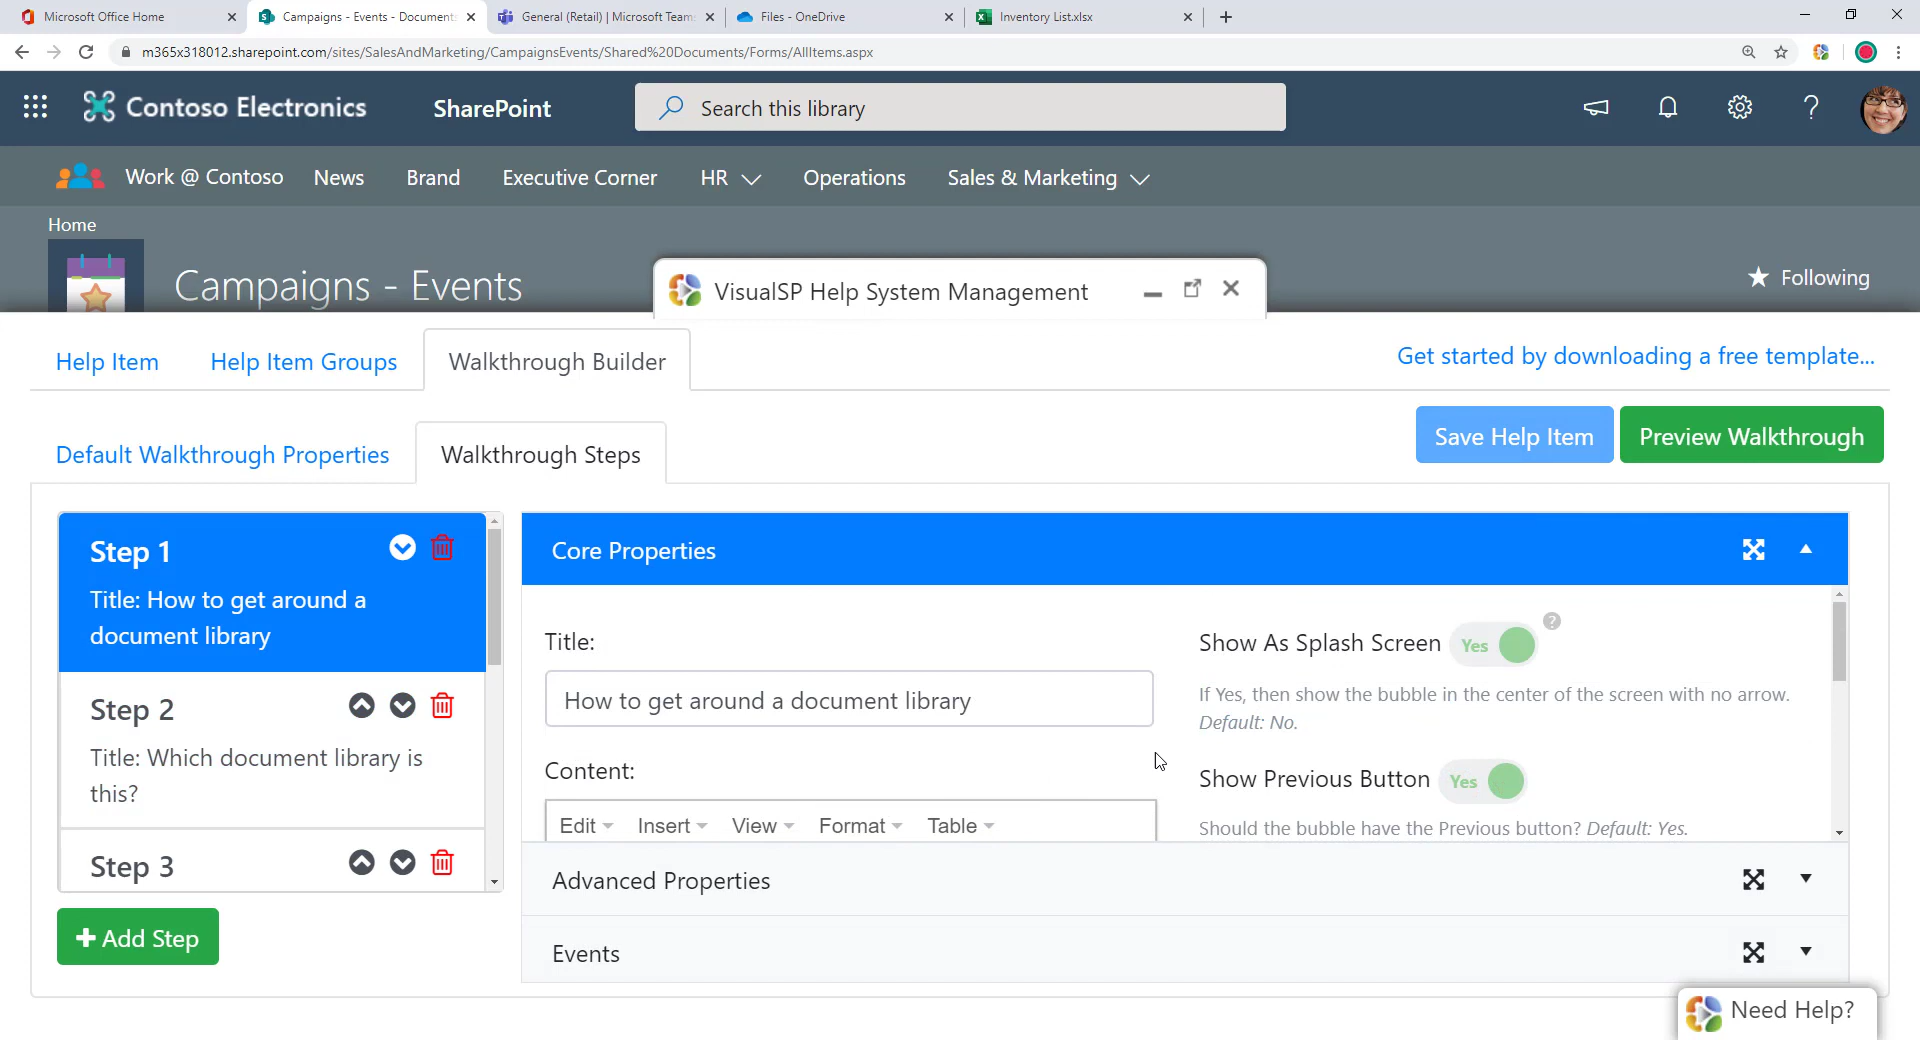 Microsoft Office Home
Campaigns - Events - Documents
General (Retail) | Microsoft Teams
Files - OneDrive
Inventory List.xlsx
m365x318012.sharepoint.com/sites/SalesAndMarketing/CampaignsEvents/Shared%20Documents/Forms/AllItems.aspx
Contoso Electronics
SharePoint
Search this library
Work @ Contoso
News
Brand
Executive Corner
HR
Operations
Sales & Marketing
Home
Campaigns - Events
Following
VisualSP Help System Management
Help Item
Help Item Groups
Walkthrough Builder
Get started by downloading a free template...
Default Walkthrough Properties
Walkthrough Steps
Save Help Item
Preview Walkthrough
Step 1
Title: How to get around a
document library
Step 2
Title: Which document library is
this?
Step 3
+ Add Step
Core Properties
Title:
How to get around a document library
Content:
Edit
Insert
View
Format
Table
Show As Splash Screen
Yes
?
If Yes, then show the bubble in the center of the screen with no arrow.
Default: No.
Show Previous Button
Yes
Should the bubble have the Previous button? Default: Yes.
Advanced Properties
Events
Need Help?